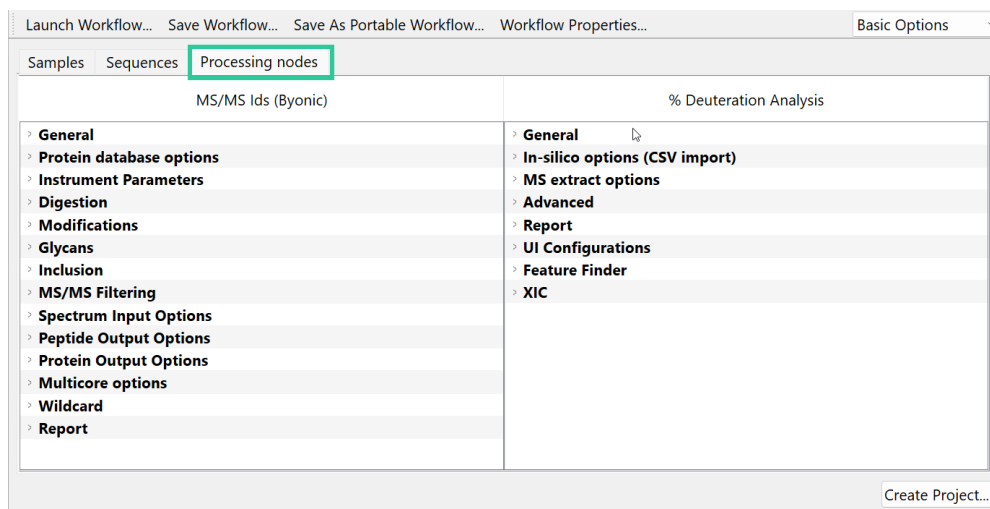 Launch Workflow... Save Workflow... Save As Portable Workflow... Workflow Properties... Basic Options
Samples Sequences Processing nodes
MS/MS Ids (Byonic) % Deuteration Analysis
General General
Protein database options In-silico options (CSV import)
Instrument Parameters MS extract options
Digestion Advanced
Modifications Report
Glycans UI Configurations
Inclusion Feature Finder
MS/MS Filtering XIC
Spectrum Input Options
Peptide Output Options
Protein Output Options
Multicore options
Wildcard
Report
Create Project...